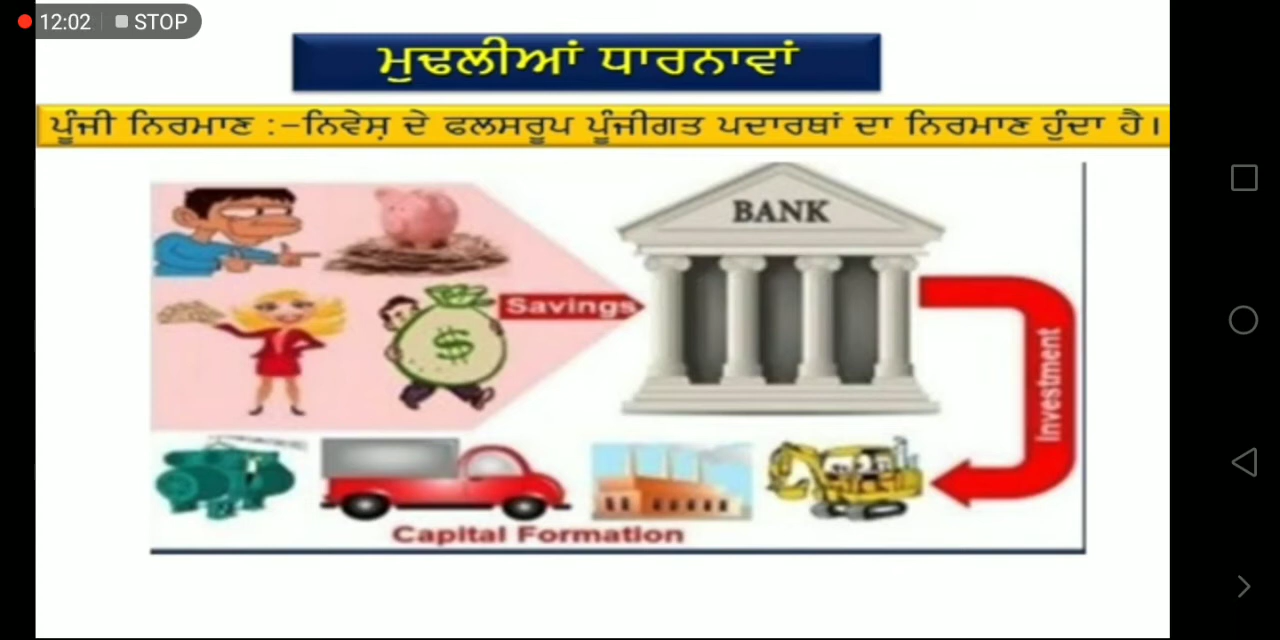 12:02 STOP
ਮੁਢਲੀਆਂ ਧਾਰਨਾਵਾਂ
ਪੂੰਜੀ ਨਿਰਮਾਣ :–ਨਿਵੇਸ਼ ਦੇ ਫਲਸਰੂਪ ਪੂੰਜੀਗਤ ਪਦਾਰਥਾਂ ਦਾ ਨਿਰਮਾਣ ਹੁੰਦਾ ਹੈ।
BANK
Savings
$
Investment
Capital Formation